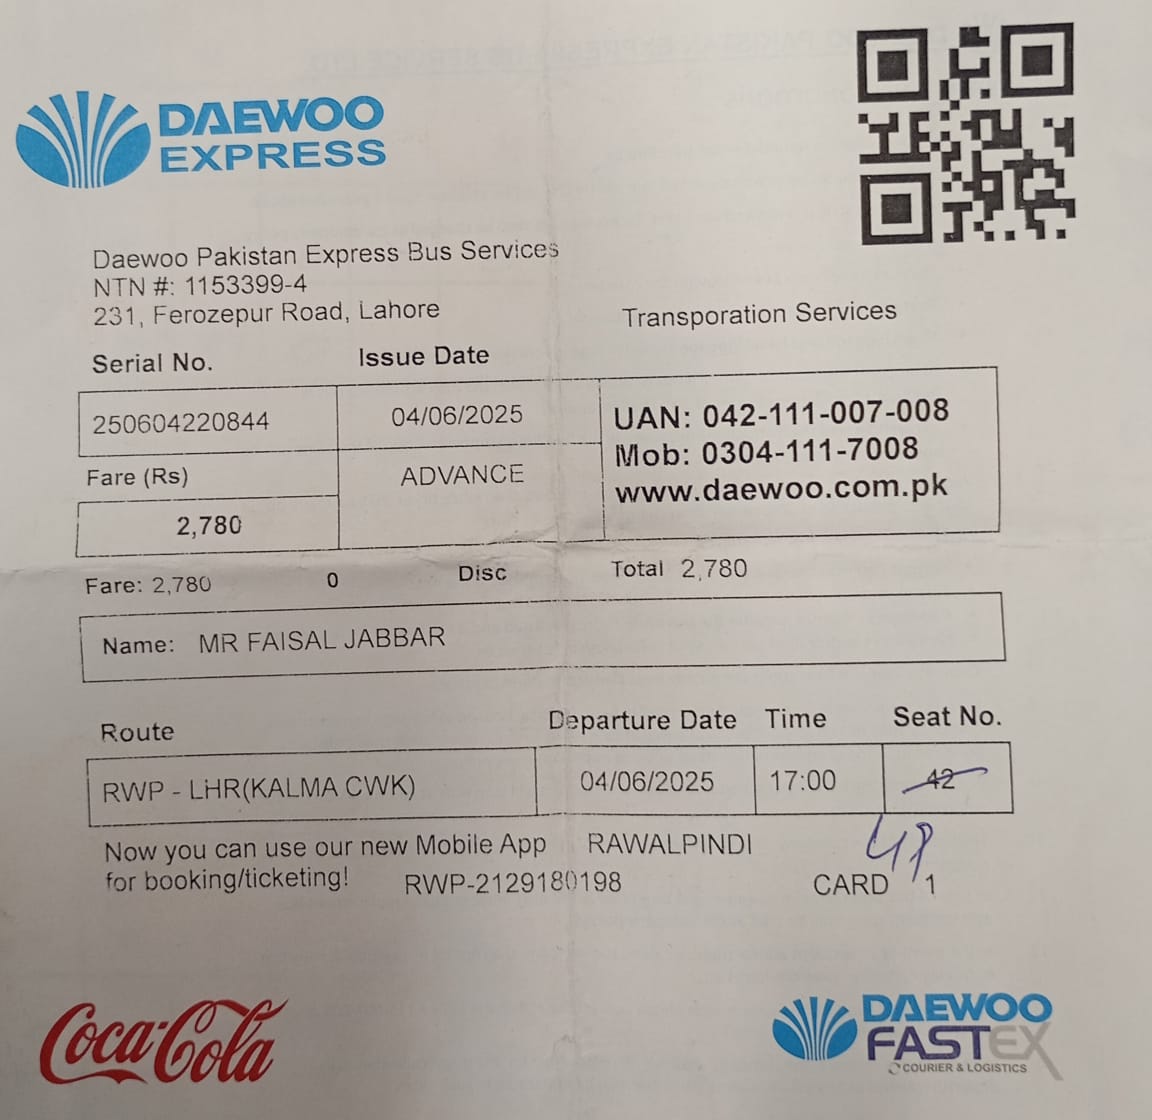 DAEWOO
EXPRESS
Daewoo Pakistan Express Bus Services
NTN #: 1153399-4
231, Ferozepur Road, Lahore
Transporation Services
Serial No. Issue Date
250604220844 04/06/2025
UAN: 042-111-007-008
Mob: 0304-111-7008
www.daewoo.com.pk
Fare (Rs) ADVANCE
2,780
Fare: 2,780 0 Disc Total 2,780
Name: MR FAISAL JABBAR
Route Departure Date Time Seat No.
RWP - LHR(KALMA CWK) 04/06/2025 17:00 42
Now you can use our new Mobile App RAWALPINDI
for booking/ticketing! RWP-2129180198 CARD 1
Coca-Cola
DAEWOO
FASTEX
COURIER & LOGISTICS